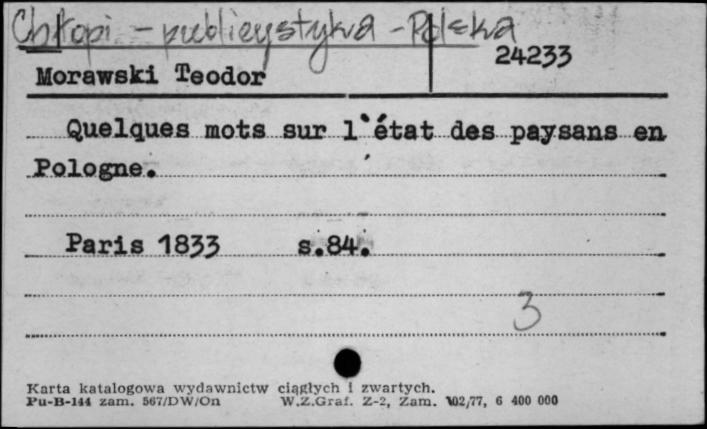 Chłopi - publicystyka - Polska
24233
Morawski Teodor
Quelques mots sur l'état des paysans en
Pologne.
Paris 1833 s.84.
3
Karta katalogowa wydawnictw ciągłych i zwartych.
Pu-B-144 zam. 567/DW/On W.Z.Graf. Z-2, Zam. 102/77, 6 400 000